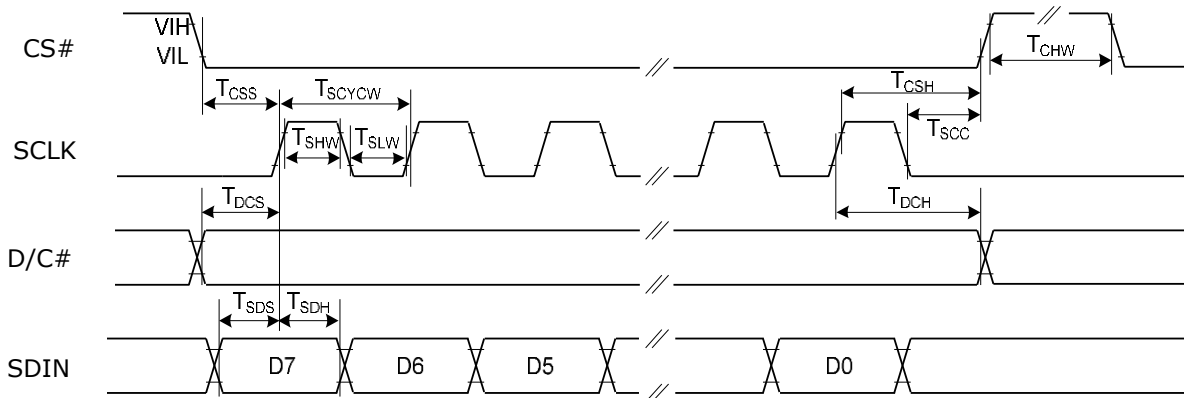 VIH
VIL
CS#
TCHW
TCSS
TSCYCW
TCSH
TSCC
SCLK
TSHW
TSLW
TDCS
TDCH
D/C#
TSDS
TSDH
SDIN
D7
D6
D5
D0